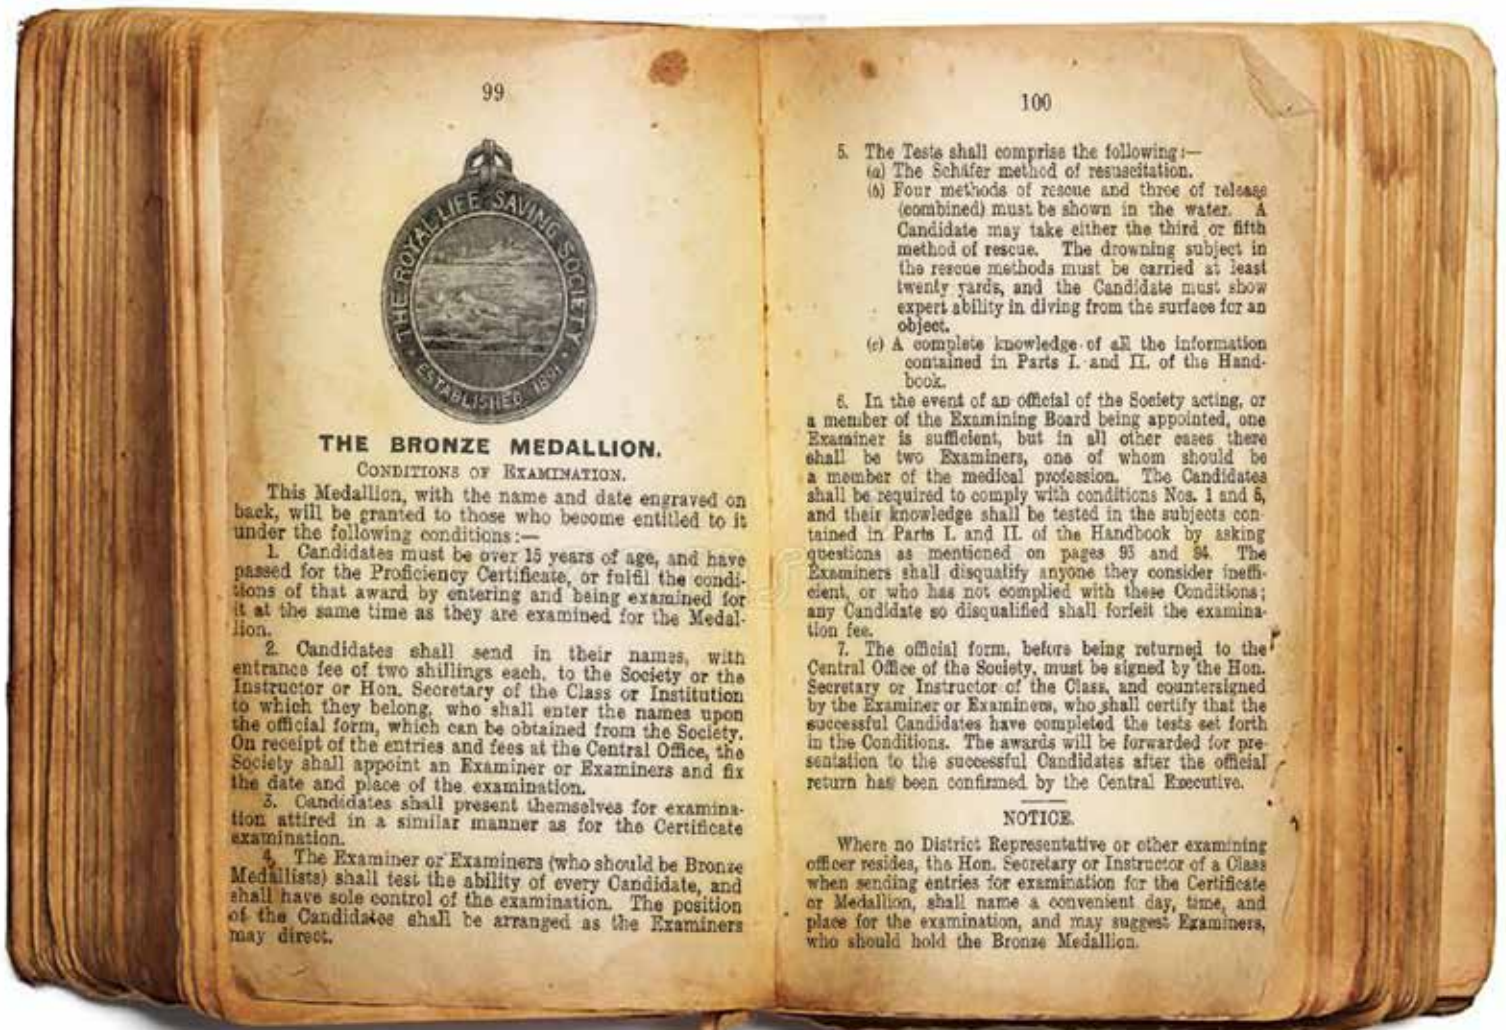 99
THE ROYAL LIFE SAVING SOCIETY
ESTABLISHED 1891
THE BRONZE MEDALLION.
CONDITIONS OF EXAMINATION.
This Medallion, with the name and date engraved on
back, will be granted to those who become entitled to it
under the following conditions:—
1. Candidates must be over 15 years of age, and have
passed for the Proficiency Certificate, or fulfil the condi-
tions of that award by entering and being examined for
it at the same time as they are examined for the Medal-
lion.
2. Candidates shall send in their names, with
entrance fee of two shillings each, to the Society or the
Instructor or Hon. Secretary of the Class or Institution
to which they belong, who shall enter the names upon
the official form, which can be obtained from the Society.
On receipt of the entries and fees at the Central Office, the
Society shall appoint an Examiner or Examiners and fix
the date and place of the examination.
3. Candidates shall present themselves for examina-
tion attired in a similar manner as for the Certificate
examination.
4. The Examiner or Examiners (who should be Bronze
Medallists) shall test the ability of every Candidate, and
shall have sole control of the examination. The position
of the Candidates shall be arranged as the Examiners
may direct.
100
5. The Tests shall comprise the following:—
(a) The Schäfer method of resuscitation.
(b) Four methods of rescue and three of release
(combined) must be shown in the water. A
Candidate may take either the third or fifth
method of rescue. The drowning subject in
the rescue methods must be carried at least
twenty yards, and the Candidate must show
expert ability in diving from the surface for an
object.
(c) A complete knowledge of all the information
contained in Parts I. and II. of the Hand-
book.
6. In the event of an official of the Society acting, or
a member of the Examining Board being appointed, one
Examiner is sufficient, but in all other cases there
shall be two Examiners, one of whom should be
a member of the medical profession. The Candidates
shall be required to comply with conditions Nos. 1 and 5,
and their knowledge shall be tested in the subjects con-
tained in Parts I. and II. of the Handbook by asking
questions as mentioned on pages 93 and 94. The
Examiners shall disqualify anyone they consider ineffi-
cient, or who has not complied with these Conditions;
any Candidate so disqualified shall forfeit the examina-
tion fee.
7. The official form, before being returned to the
Central Office of the Society, must be signed by the Hon.
Secretary or Instructor of the Class, and countersigned
by the Examiner or Examiners, who shall certify that the
successful Candidates have completed the tests set forth
in the Conditions. The awards will be forwarded for pre-
sentation to the successful Candidates after the official
return has been confirmed by the Central Executive.
NOTICE.
Where no District Representative or other examining
officer resides, the Hon. Secretary or Instructor of a Class
when sending entries for examination for the Certificate
or Medallion, shall name a convenient day, time, and
place for the examination, and may suggest Examiners,
who should hold the Bronze Medallion.